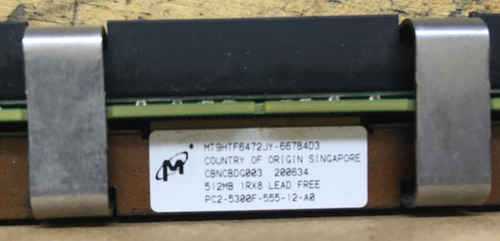 MT9HTF6472JY-667B4D3
COUNTRY OF ORIGIN SINGAPORE
CBNCBDG003 200634
512MB 1RX8 LEAD FREE
PC2-5300F-555-12-A0